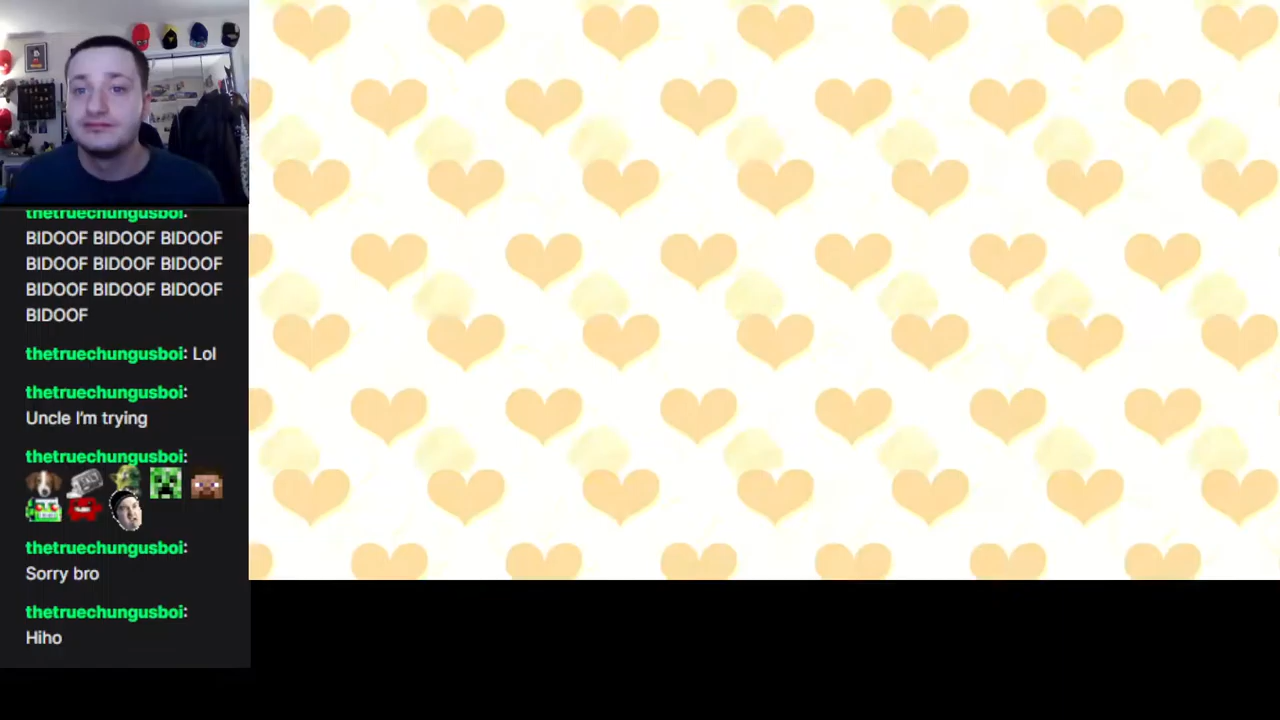 thetruechungusboi:
BIDOOF BIDOOF BIDOOF
BIDOOF BIDOOF BIDOOF
BIDOOF BIDOOF BIDOOF
BIDOOF
thetruechungusboi: Lol
thetruechungusboi:
Uncle I'm trying
thetruechungusboi:
thetruechungusboi:
Sorry bro
thetruechungusboi:
Hiho